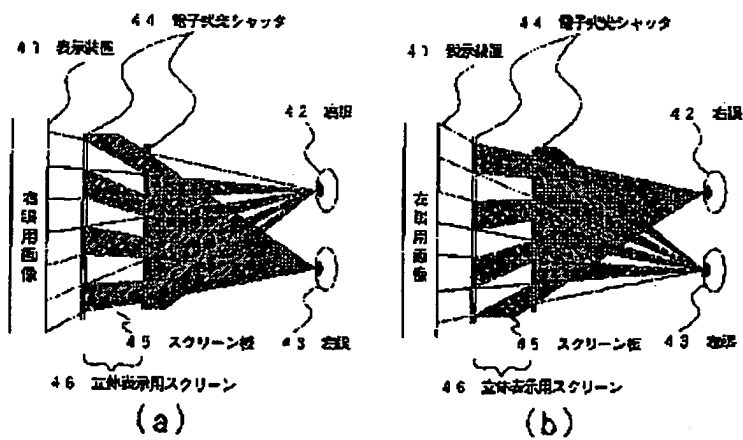 44 電子式光シャッタ
41 表示装置
42 右眼
右眼用画像
45 スクリーン板
46 立体表示用スクリーン
(a)
44 電子式光シャッタ
41 表示装置
42 右眼
左眼用画像
45 スクリーン板
43 左眼
46 立体表示用スクリーン
(b)